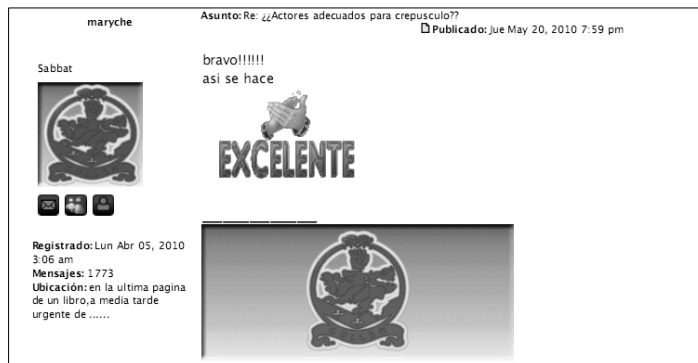 maryche
Asunto: Re: ¿¿Actores adecuados para crepusculo??
Publicado: Jue May 20, 2010 7:59 pm
Sabbat
bravo!!!!!!
asi se hace
EXCELENTE
Registrado: Lun Abr 05, 2010
3:06 am
Mensajes: 1773
Ubicación: en la ultima pagina
de un libro,a media tarde
urgente de ......